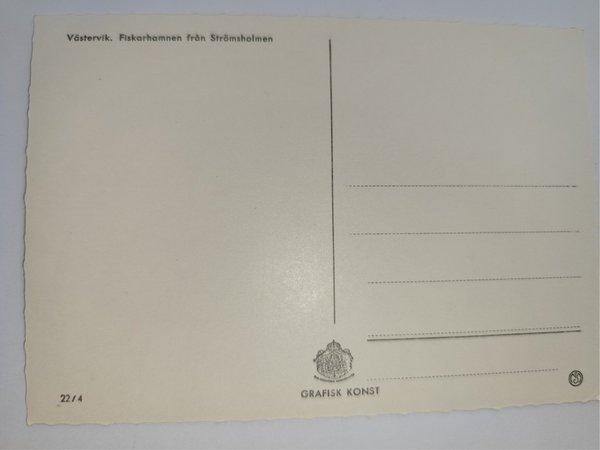 Västervik. Fiskarhamnen från Strömsholmen
GRAFISK KONST
22/4